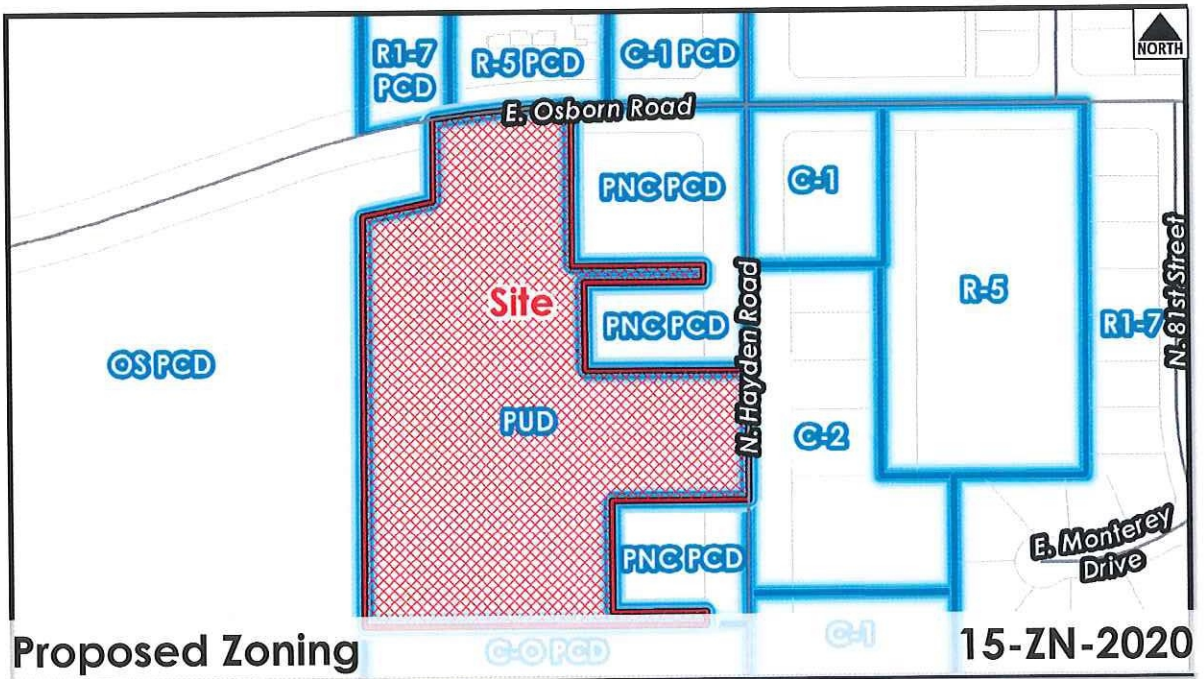 R1-7
PCD
R-5 PCD
C-1 PCD
NORTH
E. Osborn Road
PNC PCD
C-1
Site
N. Hayden Road
R-5
N. 81st Street
PNC PCD
R1-7
OS PCD
PUD
C-2
PNC PCD
E. Monterey
Drive
Proposed Zoning
C-O PCD
C-1
15-ZN-2020